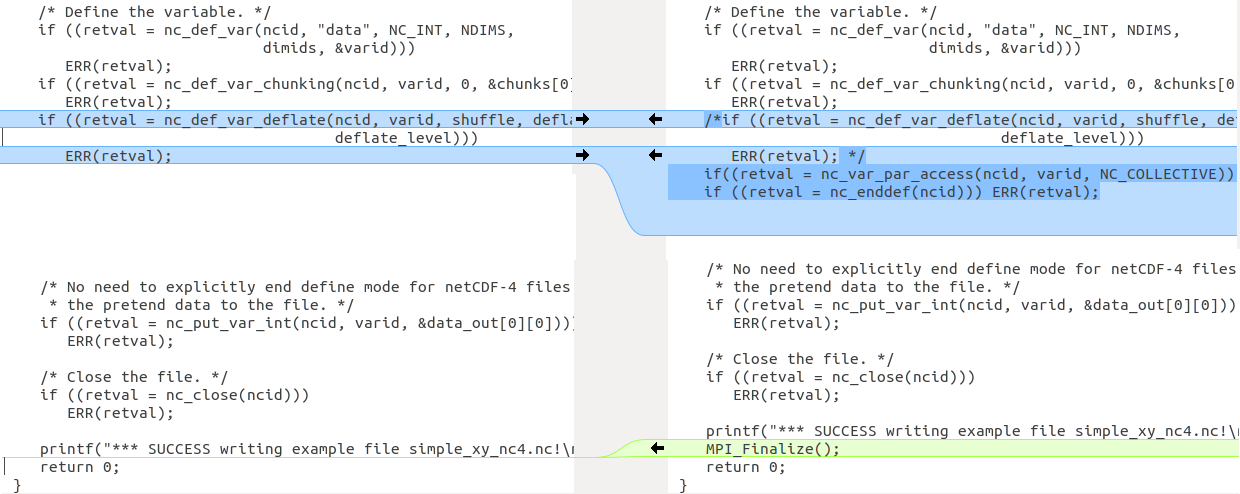 /* Define the variable. */
if ((retval = nc_def_var(ncid, "data", NC_INT, NDIMS,
dimids, &varid)))
ERR(retval);
if ((retval = nc_def_var_chunking(ncid, varid, 0, &chunks[0]
ERR(retval);
if ((retval = nc_def_var_deflate(ncid, varid, shuffle, defla
deflate_level)))
ERR(retval);
/* No need to explicitly end define mode for netCDF-4 files
* the pretend data to the file. */
if ((retval = nc_put_var_int(ncid, varid, &data_out[0][0])))
ERR(retval);
/* Close the file. */
if ((retval = nc_close(ncid)))
ERR(retval);
printf("*** SUCCESS writing example file simple_xy_nc4.nc!\n
return 0;
}
/* Define the variable. */
if ((retval = nc_def_var(ncid, "data", NC_INT, NDIMS,
dimids, &varid)))
ERR(retval);
if ((retval = nc_def_var_chunking(ncid, varid, 0, &chunks[0
ERR(retval);
/*if ((retval = nc_def_var_deflate(ncid, varid, shuffle, de
deflate_level)))
ERR(retval); */
if((retval = nc_var_par_access(ncid, varid, NC_COLLECTIVE))
if ((retval = nc_enddef(ncid))) ERR(retval);
/* No need to explicitly end define mode for netCDF-4 files
* the pretend data to the file. */
if ((retval = nc_put_var_int(ncid, varid, &data_out[0][0]))
ERR(retval);
/* Close the file. */
if ((retval = nc_close(ncid)))
ERR(retval);
printf("*** SUCCESS writing example file simple_xy_nc4.nc!\
MPI_Finalize();
return 0;
}